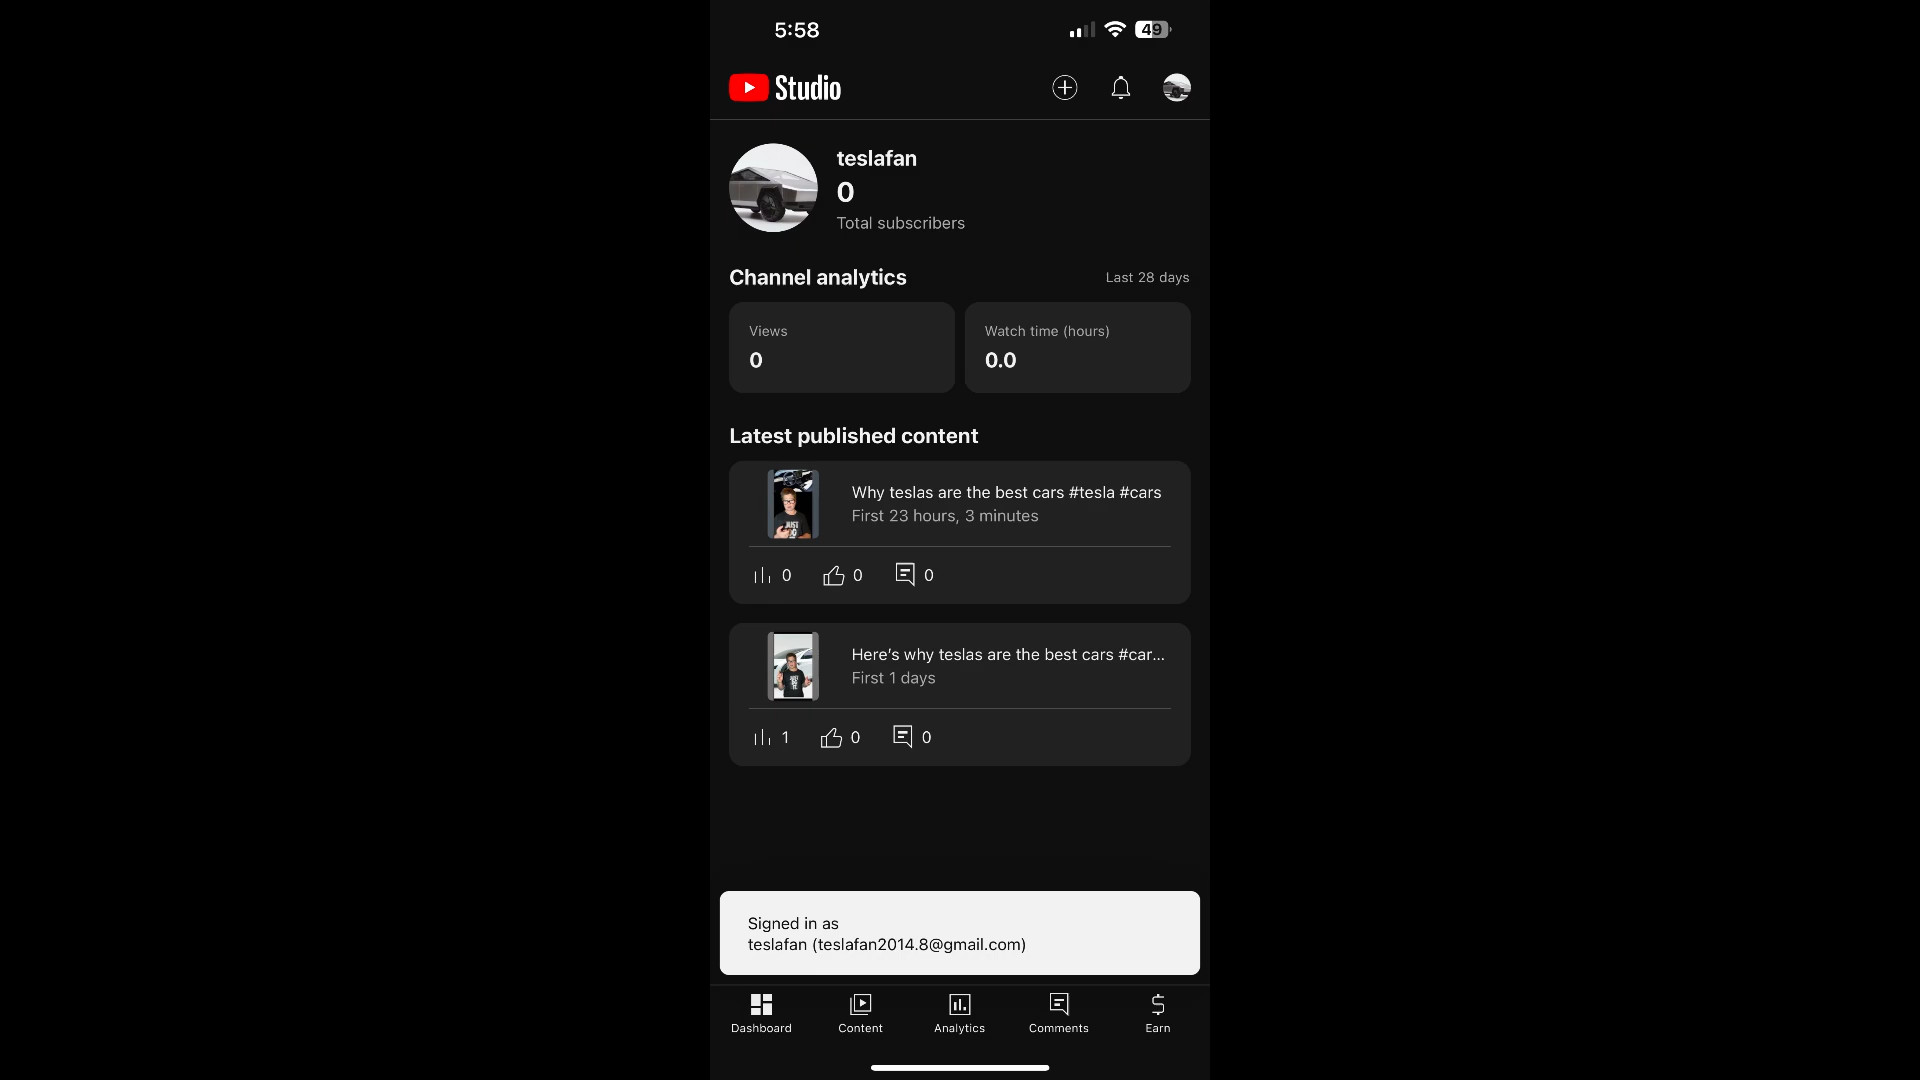 5:58
49
Studio
teslafan
0
Total subscribers
Channel analytics
Last 28 days
Views
0
Watch time (hours)
0.0
Latest published content
JUST
DO
Why teslas are the best cars #tesla #cars
First 23 hours, 3 minutes
0
0
0
Here’s why teslas are the best cars #car...
First 1 days
1
0
0
Signed in as
teslafan (teslafan2014.8@gmail.com)
Dashboard
Content
Analytics
Comments
Earn